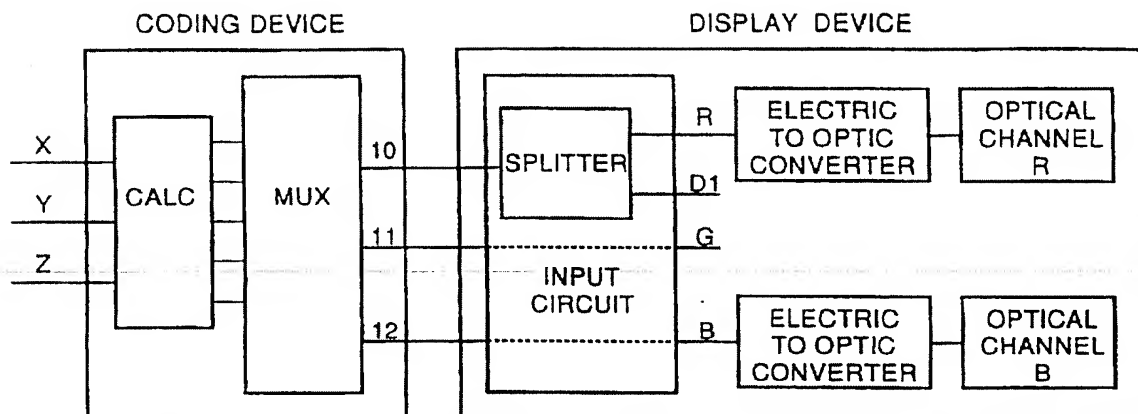 CODING DEVICE
DISPLAY DEVICE
X
Y
Z
CALC
MUX
10
11
12
SPLITTER
INPUT
CIRCUIT
R
D1
G
B
ELECTRIC
TO OPTIC
CONVERTER
OPTICAL
CHANNEL
R
ELECTRIC
TO OPTIC
CONVERTER
OPTICAL
CHANNEL
B